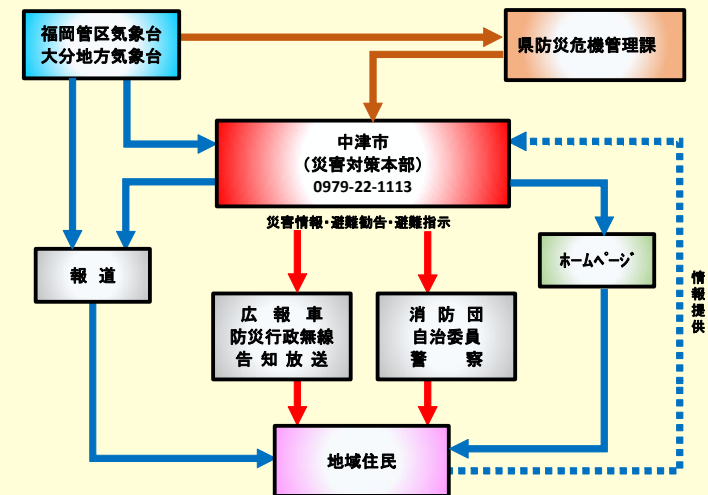 福岡管区気象台
大分地方気象台
県防災危機管理課
中津市
（災害対策本部）
0979-22-1113
災害情報・避難勧告・避難指示
報 道
ホームページ
情報提供
広 報 車
防災行政無線
告 知 放 送
消 防 団
自治委員
警 察
地域住民